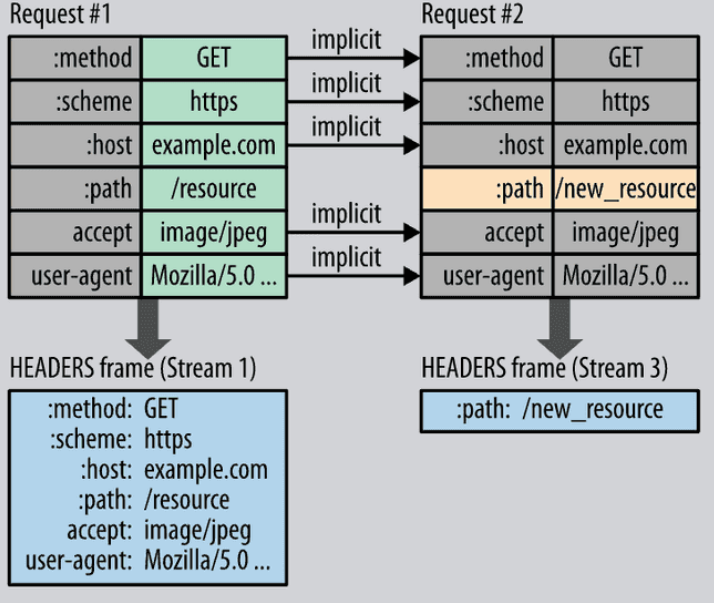 Request #1
:method GET
:scheme https
:host example.com
:path /resource
accept image/jpeg
user-agent Mozilla/5.0 ...
implicit
implicit
implicit
implicit
implicit
Request #2
:method GET
:scheme https
:host example.com
:path /new_resource
accept image/jpeg
user-agent Mozilla/5.0 ...
HEADERS frame (Stream 1)
:method: GET
:scheme: https
:host: example.com
:path: /resource
accept: image/jpeg
user-agent: Mozilla/5.0 ...
HEADERS frame (Stream 3)
:path: /new_resource